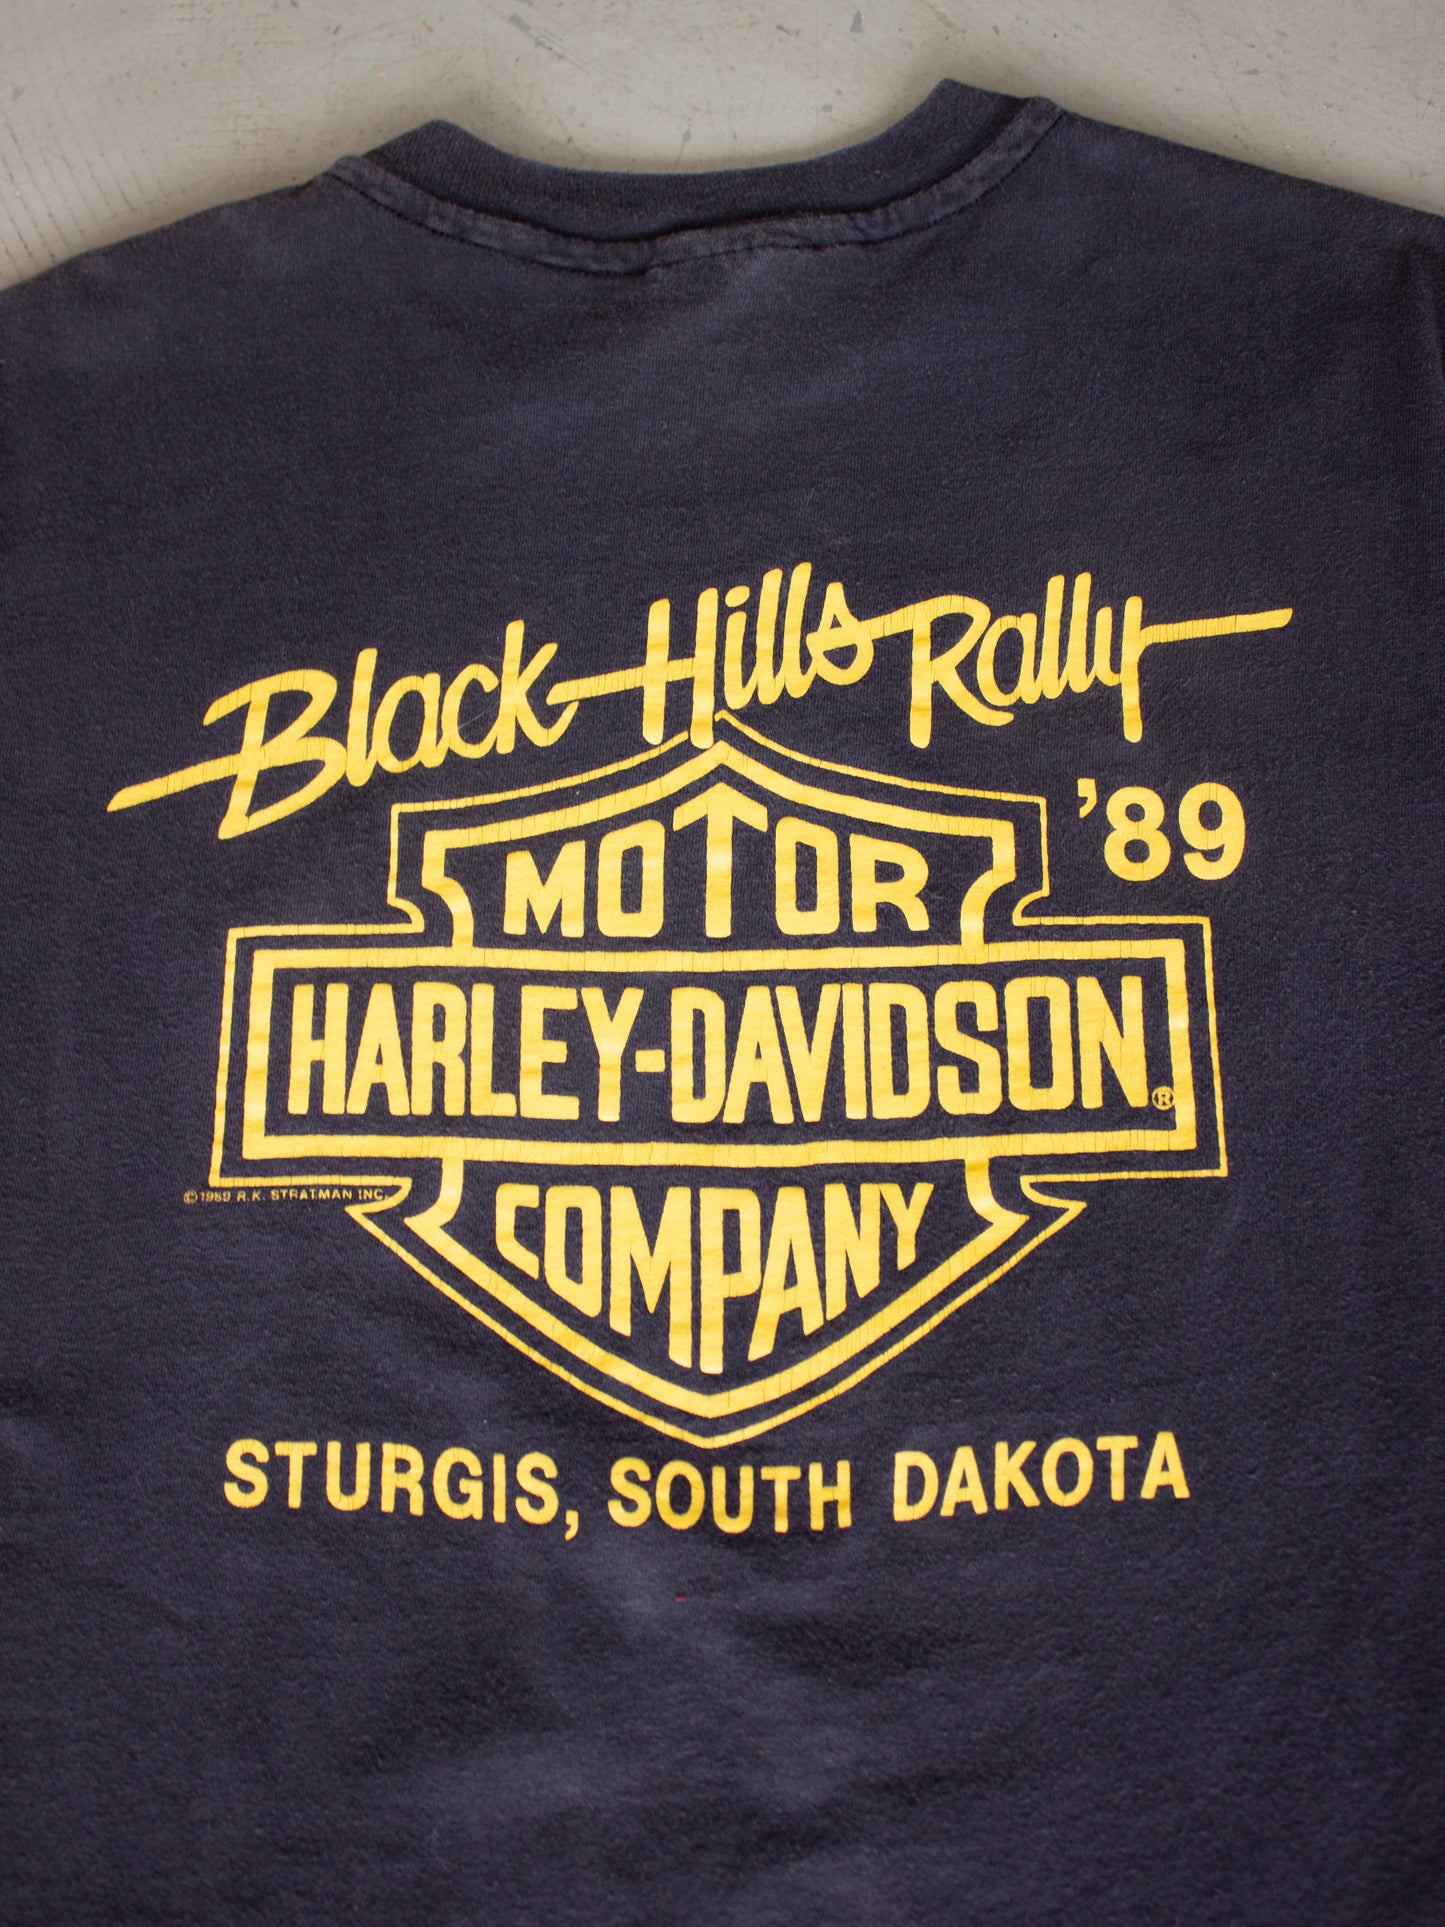 Black Hills Rally
'89
MOTOR
HARLEY-DAVIDSON®
©1989 R.K. STRATMAN INC.
COMPANY
STURGIS, SOUTH DAKOTA